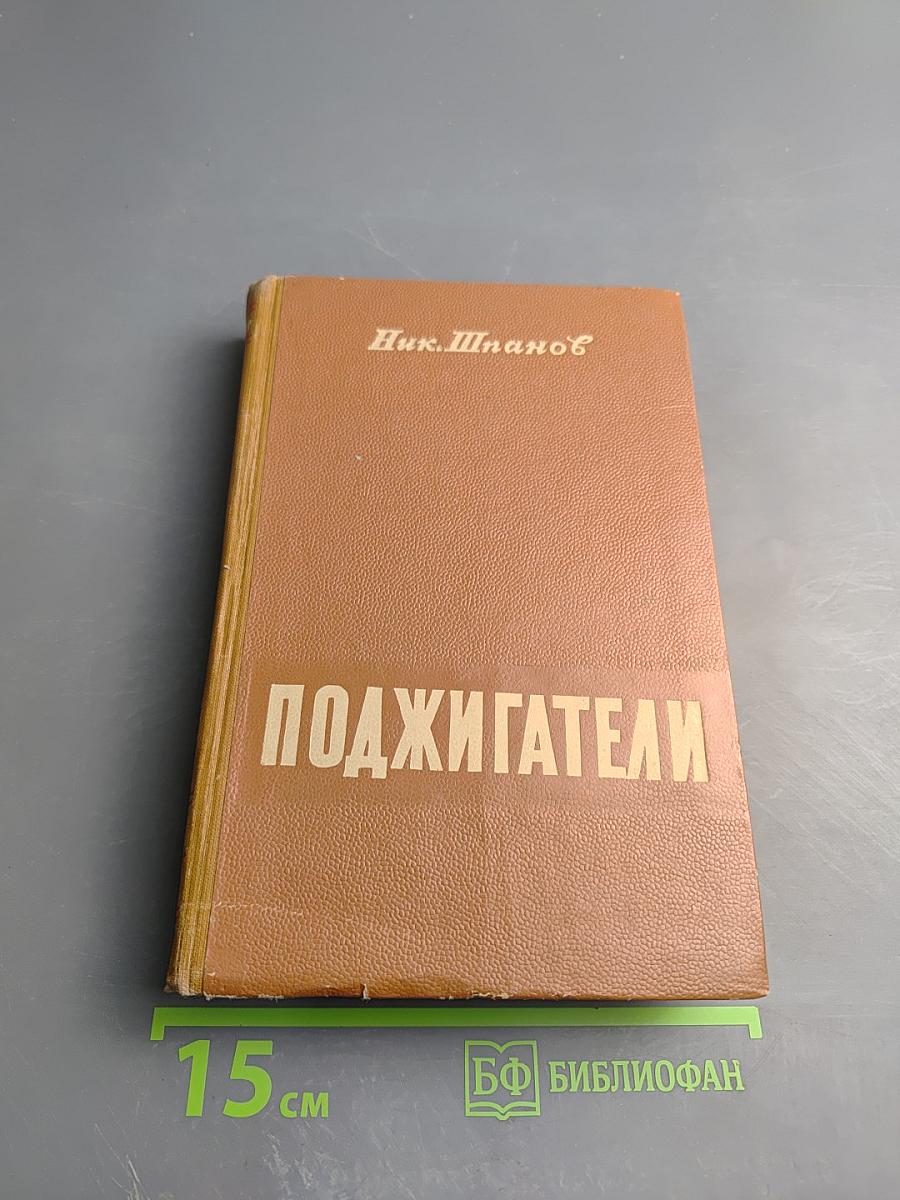 Ник. Шпанов
ПОДЖИГАТЕЛИ
15 см
БФ БИБЛИОФАН